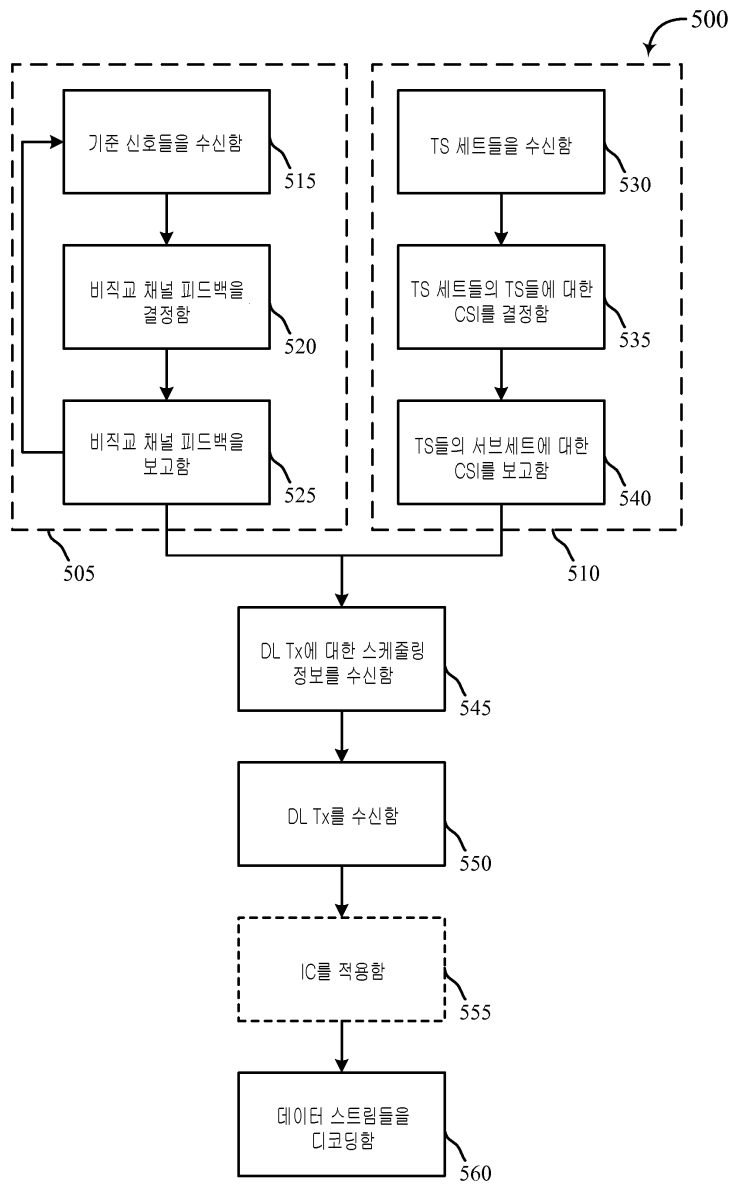 500
기준 신호들을 수신함
515
비직교 채널 피드백을
결정함
520
비직교 채널 피드백을
보고함
525
505
TS 세트들을 수신함
530
TS 세트들의 TS들에 대한
CSI를 결정함
535
TS들의 서브세트에 대한
CSI를 보고함
540
510
DL Tx에 대한 스케줄링
정보를 수신함
545
DL Tx를 수신함
550
IC를 적용함
555
데이터 스트림들을
디코딩함
560